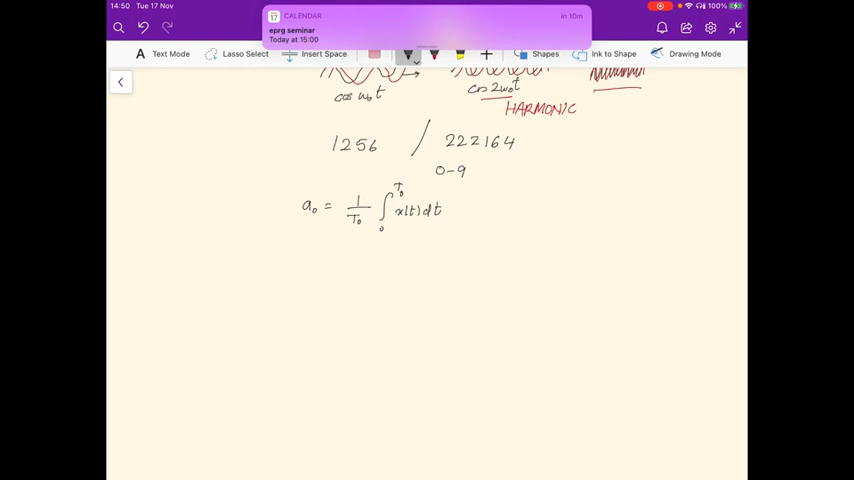 14:50 Tue 17 Nov
100%
17 CALENDAR in 10m
eprg seminar
Today at 15:00
A Text Mode Lasso Select Insert Space Shapes Ink to Shape Drawing Mode
cos ω₀t cos 2ω₀t
HARMONIC
1256 / 222164
0-9
a₀ = 1/T₀ ∫₀^T₀ x(t) dt